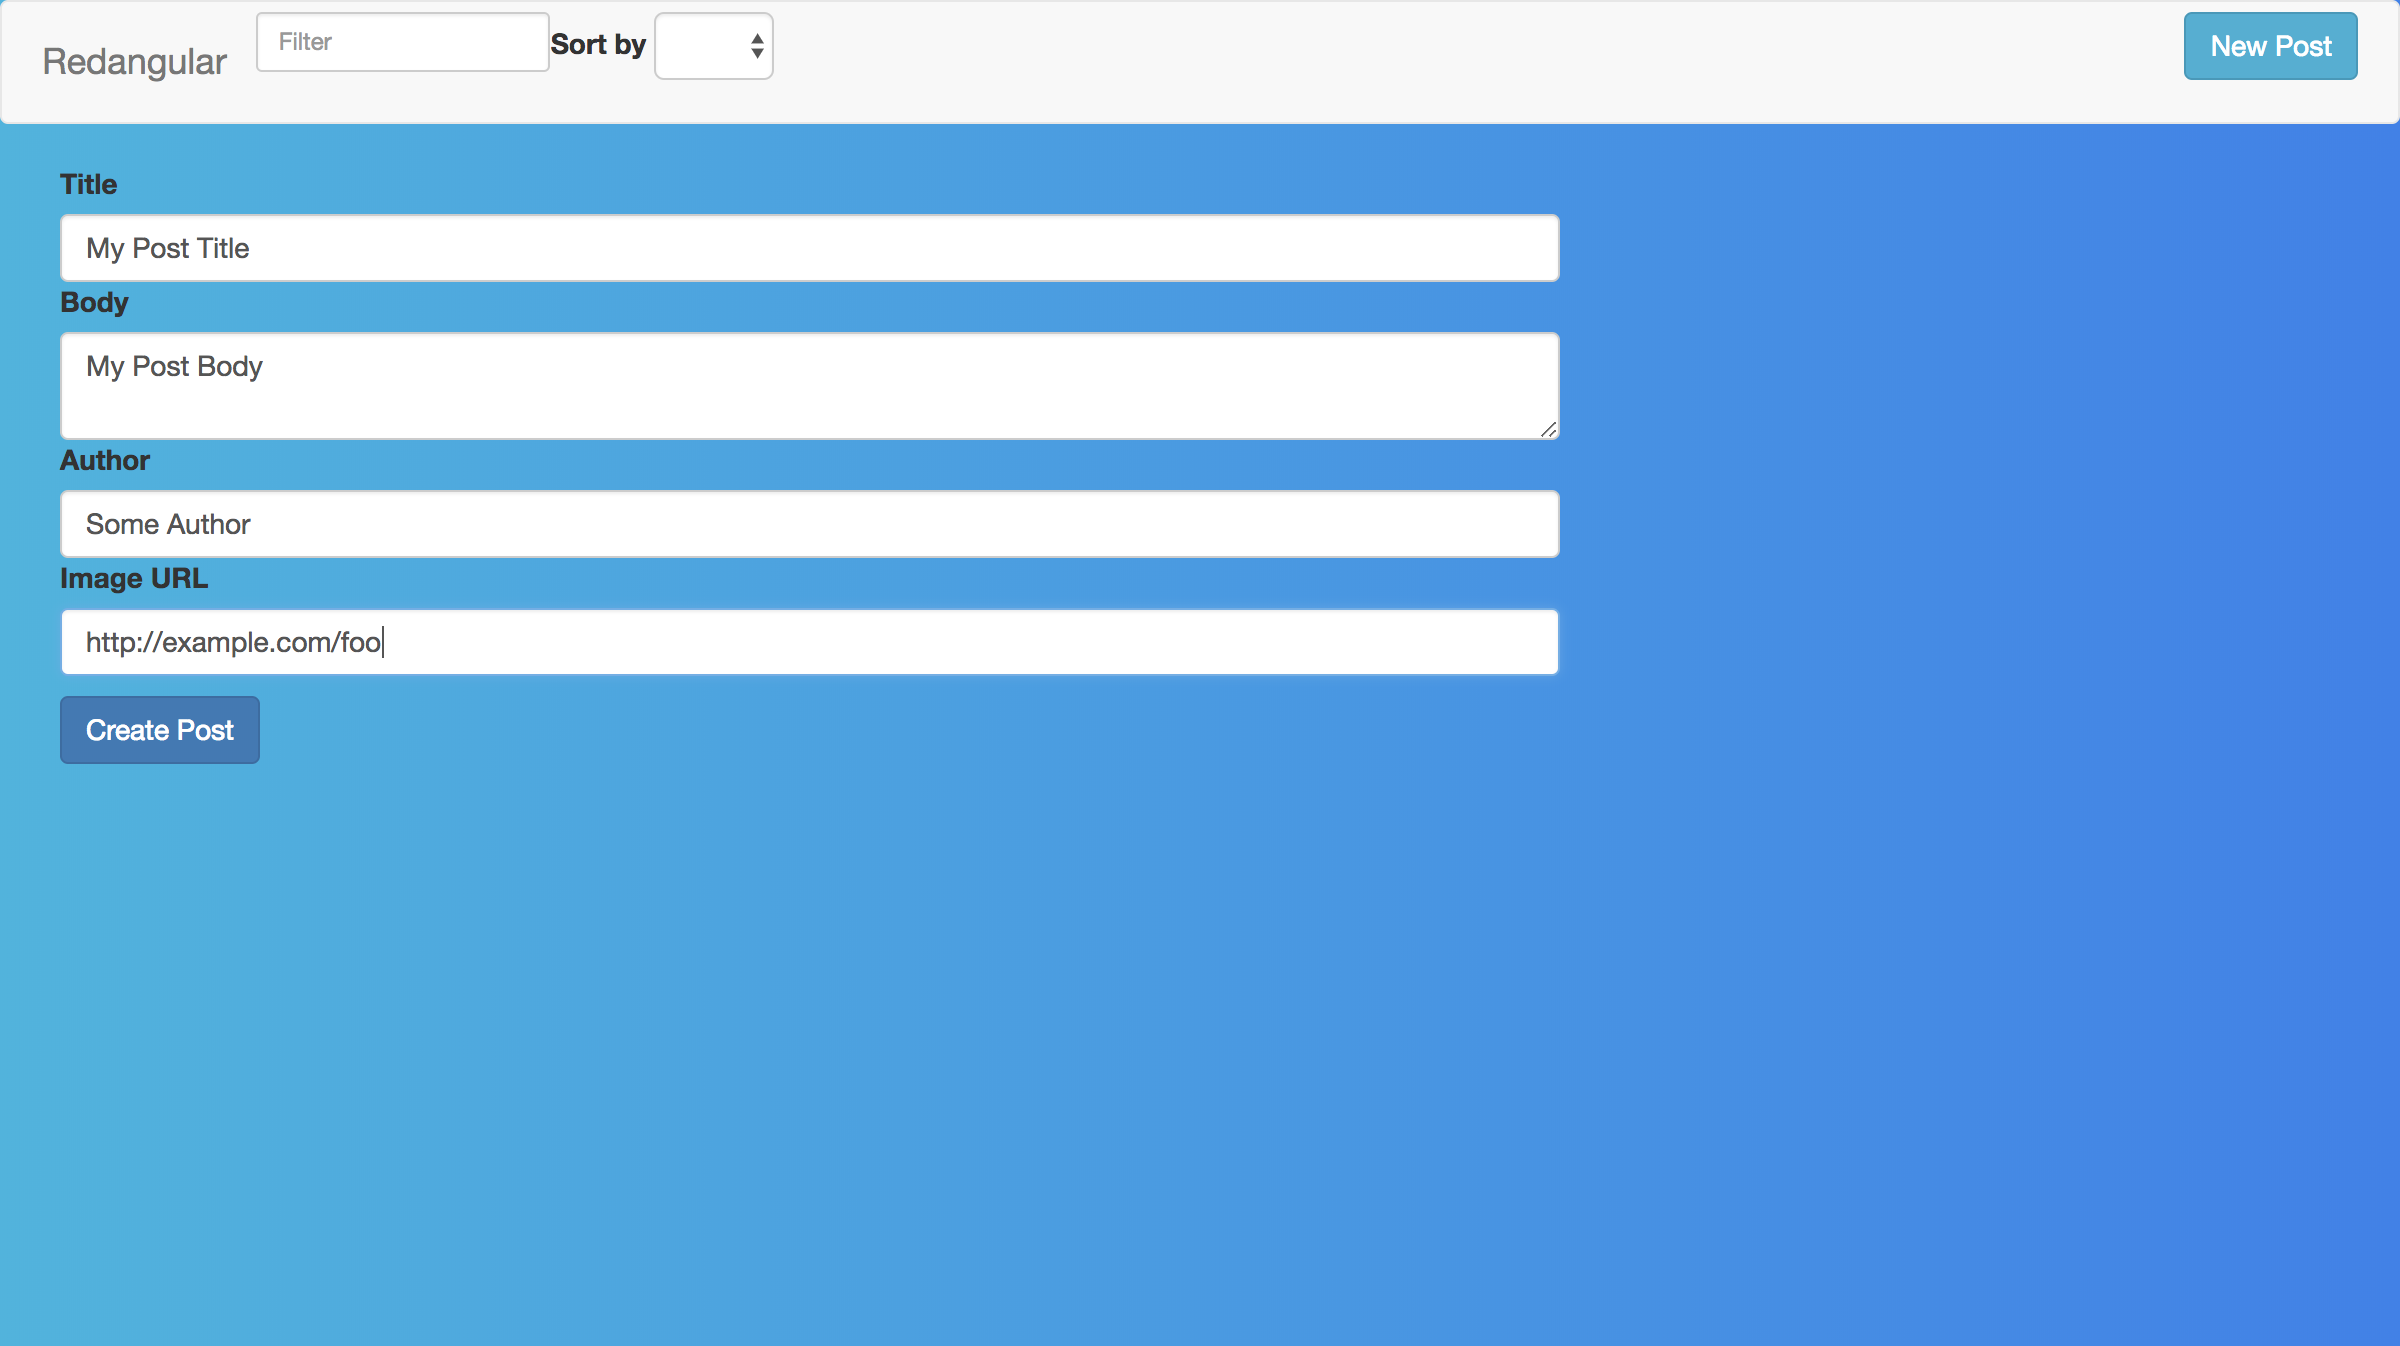 Redangular
Filter
Sort by
New Post
Title
My Post Title
Body
My Post Body
Author
Some Author
Image URL
http://example.com/foo
Create Post